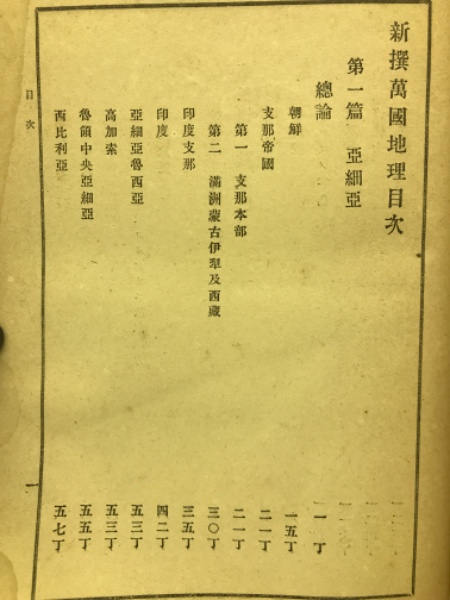 新撰萬國地理目次
第一篇 亞細亞
總論 一丁
朝鮮 一五丁
支那帝國 二一丁
第一 支那本部 二一丁
第二 滿洲蒙古伊犁及西藏 三〇丁
印度支那 三五丁
印度 四二丁
亞細亞魯西亞 五三丁
高加索 五三丁
魯領中央亞細亞 五五丁
西比利亞 五七丁
目次
一